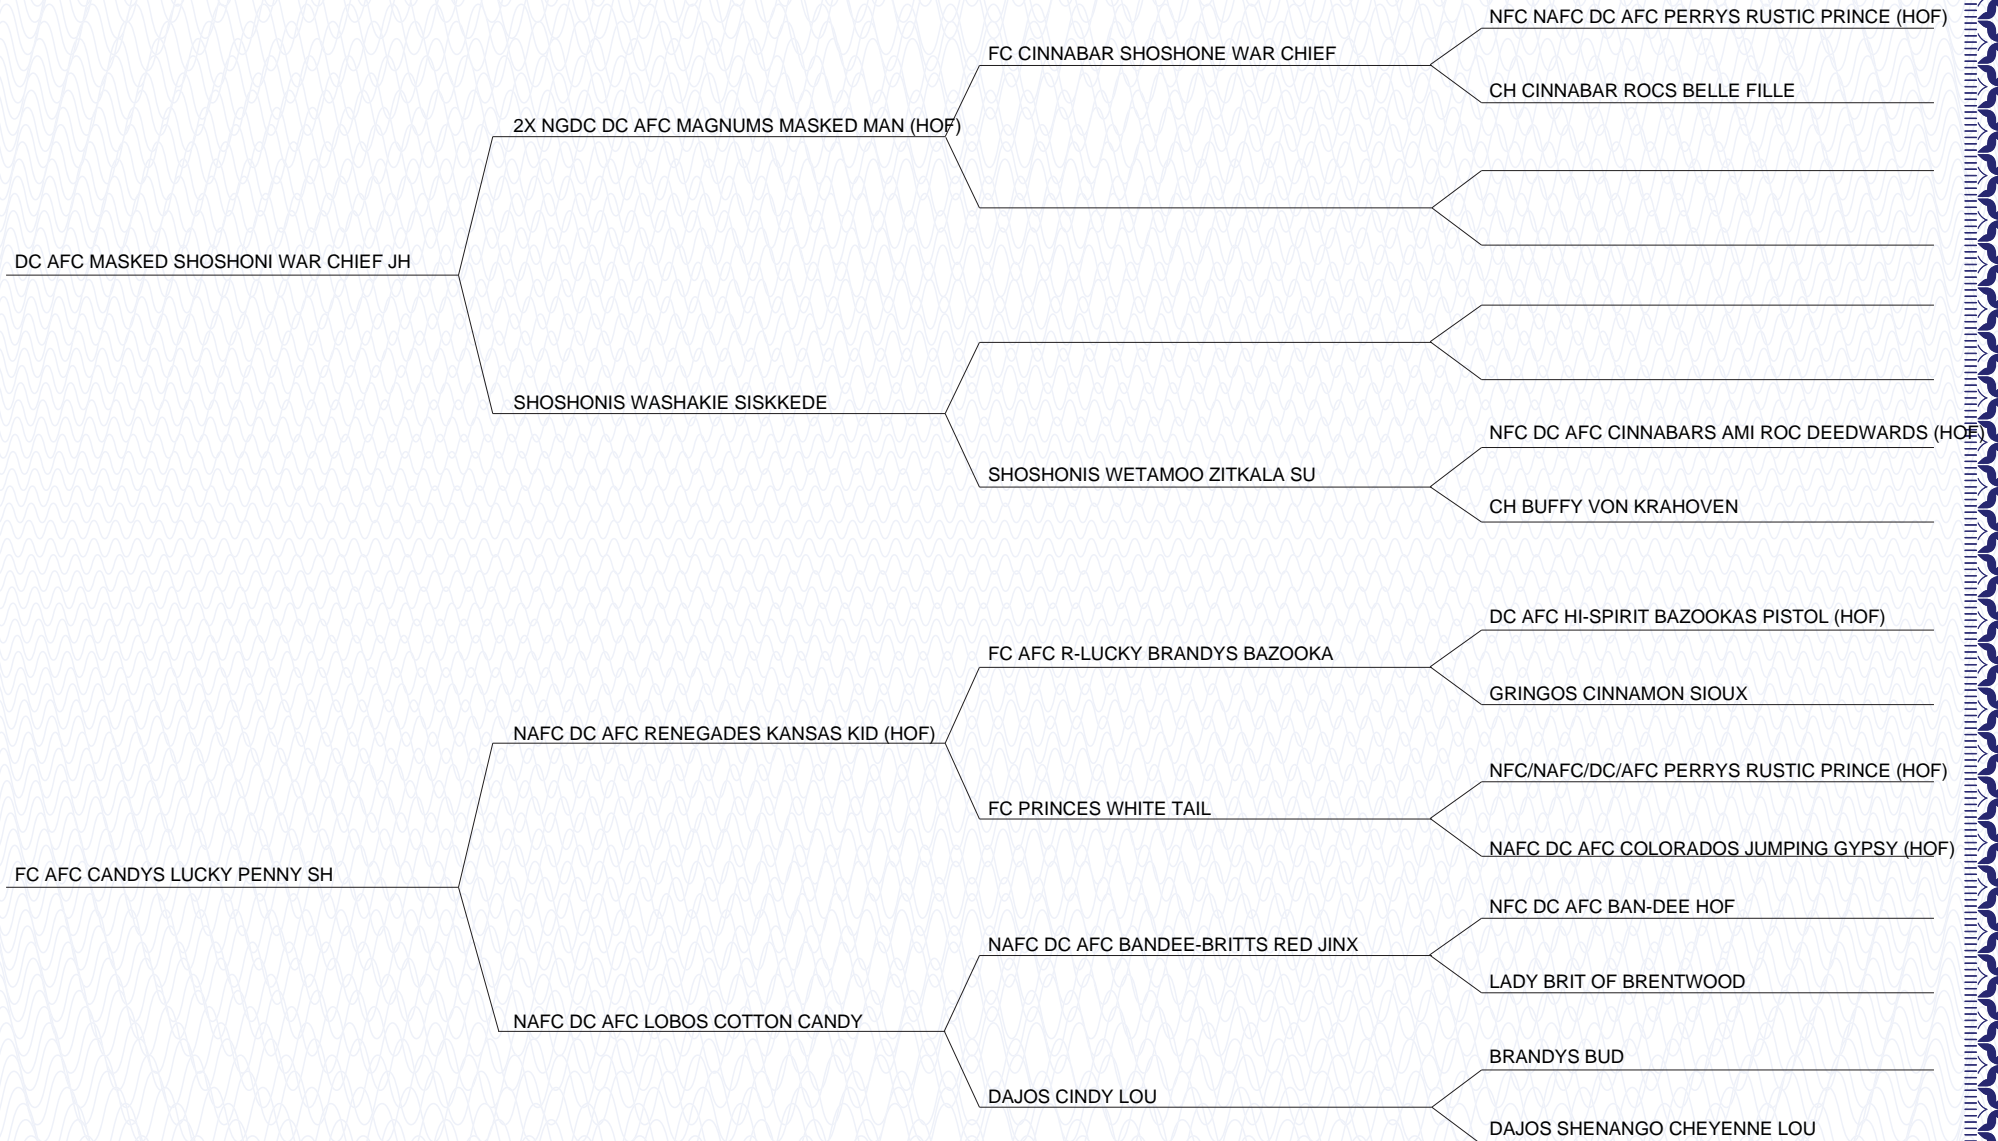 NFC NAFC DC AFC PERRYS RUSTIC PRINCE (HOF)
FC CINNABAR SHOSHONE WAR CHIEF
CH CINNABAR ROCS BELLE FILLE
2X NGDC DC AFC MAGNUMS MASKED MAN (HOF)
DC AFC MASKED SHOSHONI WAR CHIEF JH
SHOSHONIS WASHAKIE SISKKEDE
NFC DC AFC CINNABARS AMI ROC DEEDWARDS (HOF)
SHOSHONIS WETAMOO ZITKALA SU
CH BUFFY VON KRAHOVEN
DC AFC HI-SPIRIT BAZOOKAS PISTOL (HOF)
FC AFC R-LUCKY BRANDYS BAZOOKA
GRINGOS CINNAMON SIOUX
NAFC DC AFC RENEGADES KANSAS KID (HOF)
NFC/NAFC/DC/AFC PERRYS RUSTIC PRINCE (HOF)
FC PRINCES WHITE TAIL
NAFC DC AFC COLORADOS JUMPING GYPSY (HOF)
FC AFC CANDYS LUCKY PENNY SH
NFC DC AFC BAN-DEE HOF
NAFC DC AFC BANDEE-BRITTS RED JINX
LADY BRIT OF BRENTWOOD
NAFC DC AFC LOBOS COTTON CANDY
BRANDYS BUD
DAJOS CINDY LOU
DAJOS SHENANGO CHEYENNE LOU